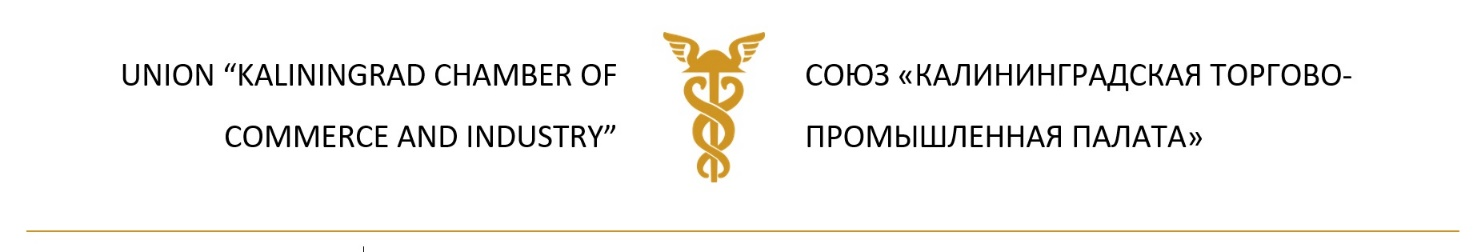 UNION “KALININGRAD CHAMBER OF
COMMERCE AND INDUSTRY”
СОЮЗ «КАЛИНИНГРАДСКАЯ ТОРГОВО-
ПРОМЫШЛЕННАЯ ПАЛАТА»